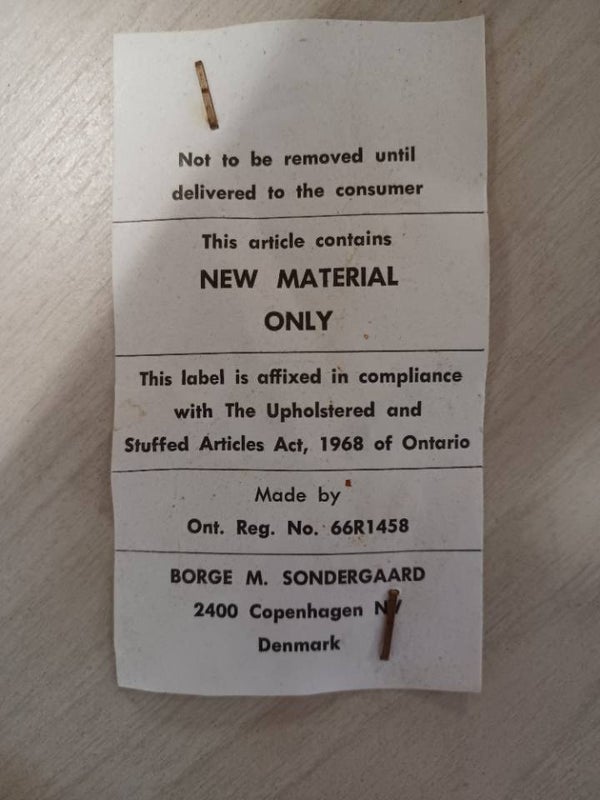 Not to be removed until
delivered to the consumer
This article contains
NEW MATERIAL
ONLY
This label is affixed in compliance
with The Upholstered and
Stuffed Articles Act, 1968 of Ontario
Made by
Ont. Reg. No. 66R1458
BORGE M. SONDERGAARD
2400 Copenhagen NV
Denmark